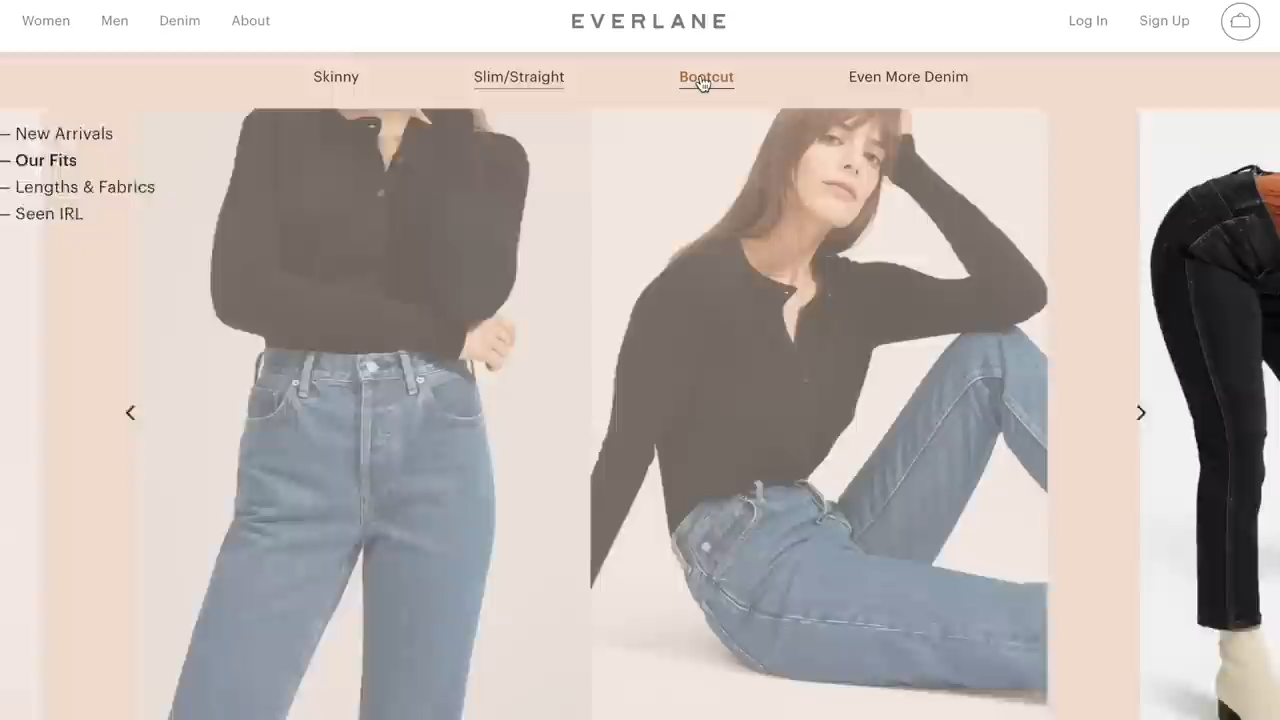 Women Men Denim About EVERLANE Log In Sign Up
Skinny Slim/Straight Bootcut Even More Denim
– New Arrivals
– Our Fits
– Lengths & Fabrics
– Seen IRL